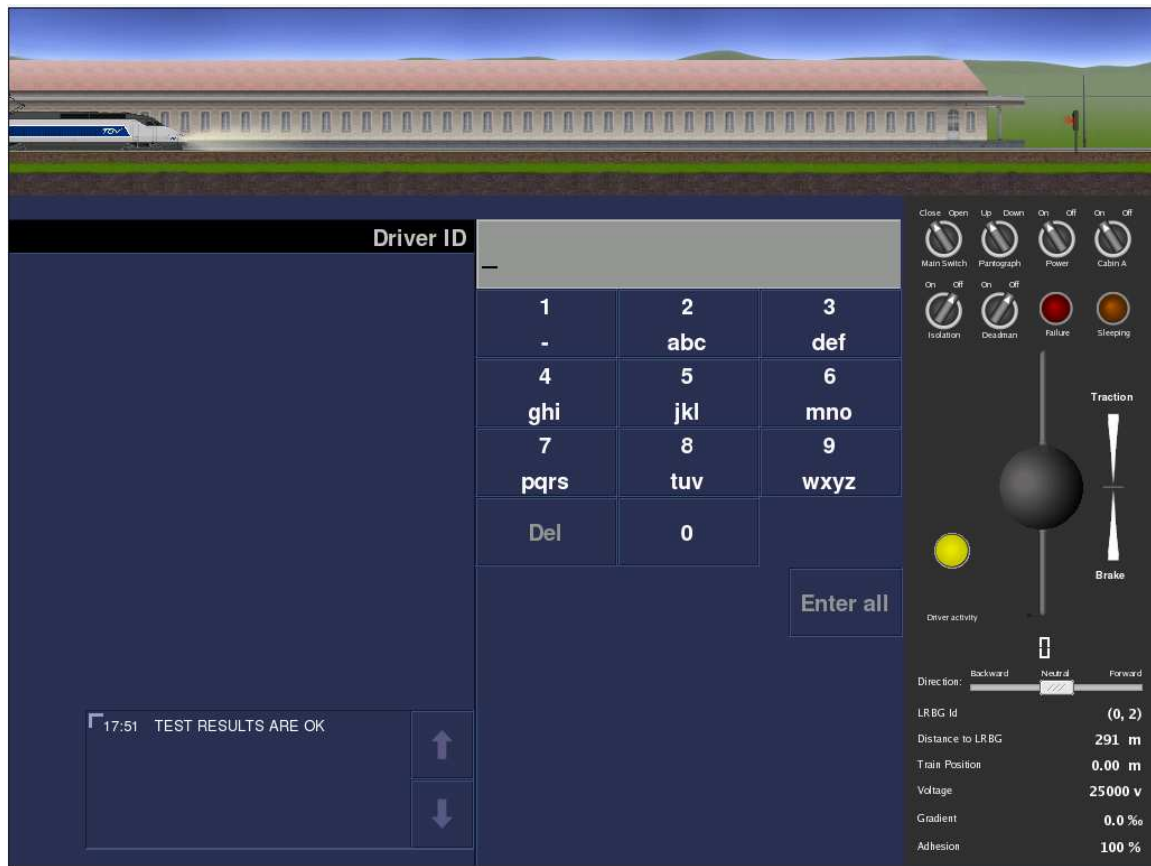 TGV
Driver ID
_
1
-
2
abc
3
def
4
ghi
5
jkl
6
mno
7
pqrs
8
tuv
9
wxyz
Del
0
Enter all
17:51 TEST RESULTS ARE OK
Close Open
Main Switch
Up Down
Pantograph
On Off
Power
On Off
Cabin A
On Off
Isolation
On Off
Deadman
Failure
Sleeping
Traction
Brake
Driver activity
0
Direction:
Backward Neutral Forward
LRBG Id (0, 2)
Distance to LRBG 291 m
Train Position 0.00 m
Voltage 25000 v
Gradient 0.0 ‰
Adhesion 100 %